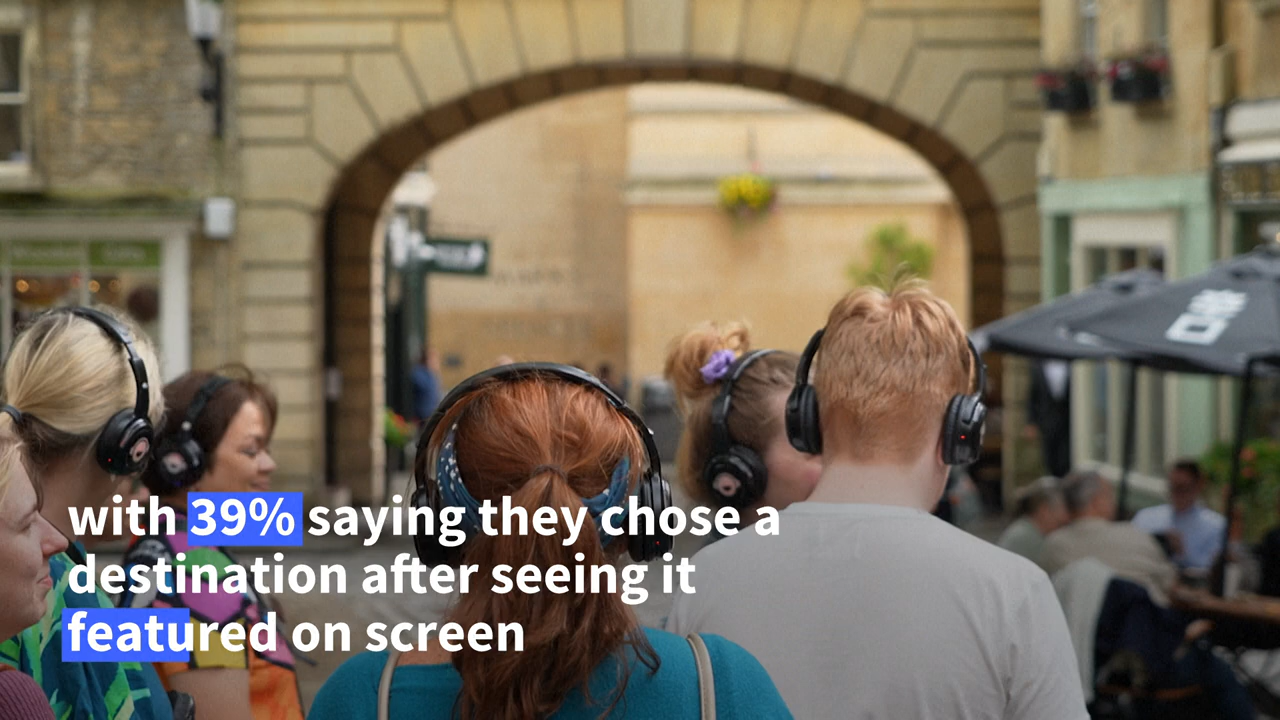 with 39% saying they chose a
destination after seeing it
featured on screen